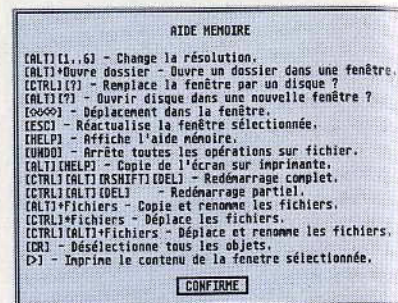 AIDE MEMOIRE
[ALT][1..6] - Change la résolution.
[ALT]+Ouvre dossier - Ouvre un dossier dans une fenêtre.
[CTRL][?] - Remplace la fenêtre par un disque ?
[ALT][?] - Ouvrir disque dans une nouvelle fenêtre ?
[⇧⇩⇦⇨] - Déplacement dans la fenêtre.
[ESC] - Réactualise la fenêtre sélectionnée.
[HELP] - Affiche l'aide mémoire.
[UNDO] - Arrête toutes les opérations sur fichier.
[ALT][HELP] - Copie de l'écran sur imprimante.
[CTRL][ALT][RSHIFT][DEL] - Redémarrage complet.
[CTRL][ALT][DEL] - Redémarrage partiel.
[ALT]+Fichiers - Copie et renomme les fichiers.
[CTRL]+Fichiers - Déplace les fichiers.
[CTRL][ALT]+Fichiers - Déplace et renomme les fichiers.
[CR] - Désélectionne tous les objets.
[>] - Imprime le contenu de la fenetre sélectionnée.
CONFIRME